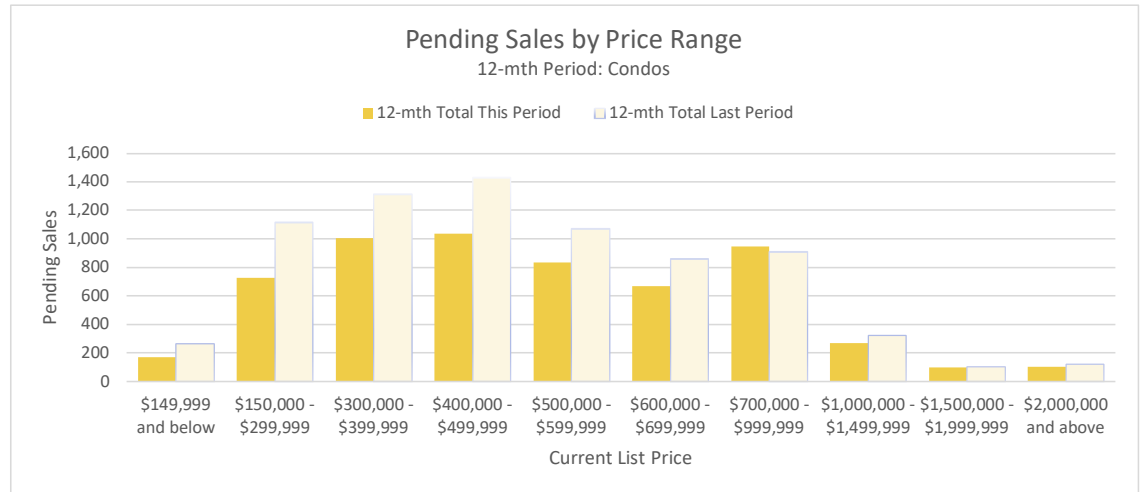 Pending Sales by Price Range
12-mth Period: Condos
12-mth Total This Period 12-mth Total Last Period
1,600
1,400
1,200
1,000
800
600
400
200
0
Pending Sales
$149,999 $150,000 - $300,000 - $400,000 - $500,000 - $600,000 - $700,000 - $1,000,000 - $1,500,000 - $2,000,000
and below $299,999 $399,999 $499,999 $599,999 $699,999 $999,999 $1,499,999 $1,999,999 and above
Current List Price